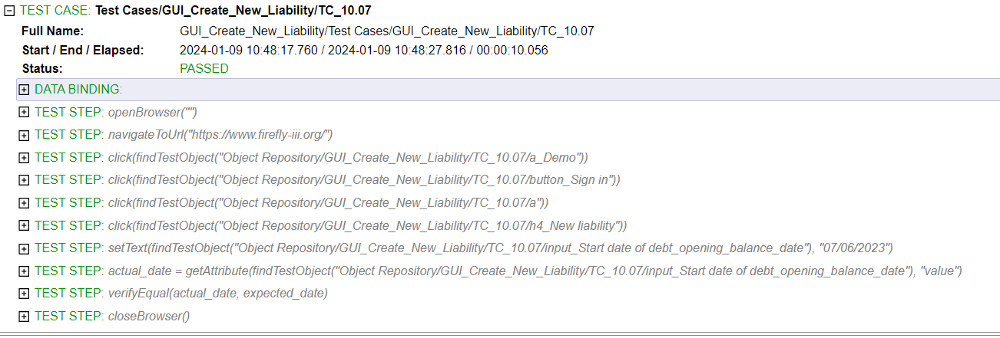 TEST CASE: Test Cases/GUI_Create_New_Liability/TC_10.07
Full Name: GUI_Create_New_Liability/Test Cases/GUI_Create_New_Liability/TC_10.07
Start / End / Elapsed: 2024-01-09 10:48:17.760 / 2024-01-09 10:48:27.816 / 00:00:10.056
Status: PASSED
DATA BINDING:
TEST STEP: openBrowser("")
TEST STEP: navigateToUrl("https://www.firefly-iii.org/")
TEST STEP: click(findTestObject("Object Repository/GUI_Create_New_Liability/TC_10.07/a_Demo"))
TEST STEP: click(findTestObject("Object Repository/GUI_Create_New_Liability/TC_10.07/button_Sign in"))
TEST STEP: click(findTestObject("Object Repository/GUI_Create_New_Liability/TC_10.07/a"))
TEST STEP: click(findTestObject("Object Repository/GUI_Create_New_Liability/TC_10.07/h4_New liability"))
TEST STEP: setText(findTestObject("Object Repository/GUI_Create_New_Liability/TC_10.07/input_Start date of debt_opening_balance_date"), "07/06/2023")
TEST STEP: actual_date = getAttribute(findTestObject("Object Repository/GUI_Create_New_Liability/TC_10.07/input_Start date of debt_opening_balance_date"), "value")
TEST STEP: verifyEqual(actual_date, expected_date)
TEST STEP: closeBrowser()